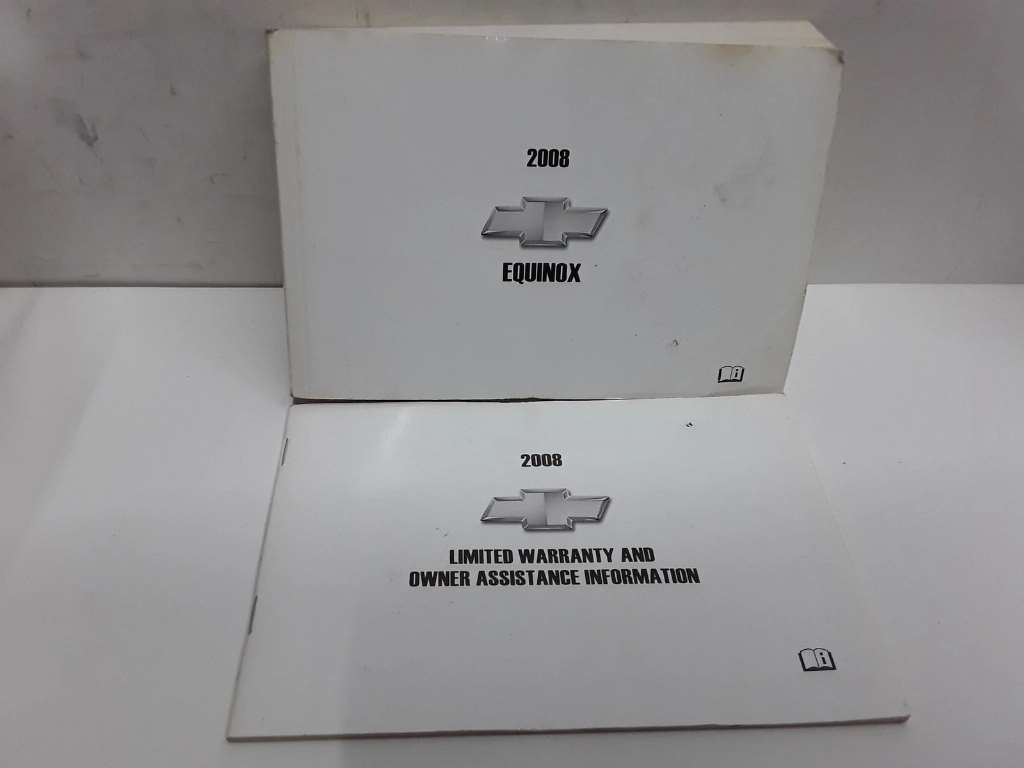 2008
EQUINOX
2008
LIMITED WARRANTY AND
OWNER ASSISTANCE INFORMATION